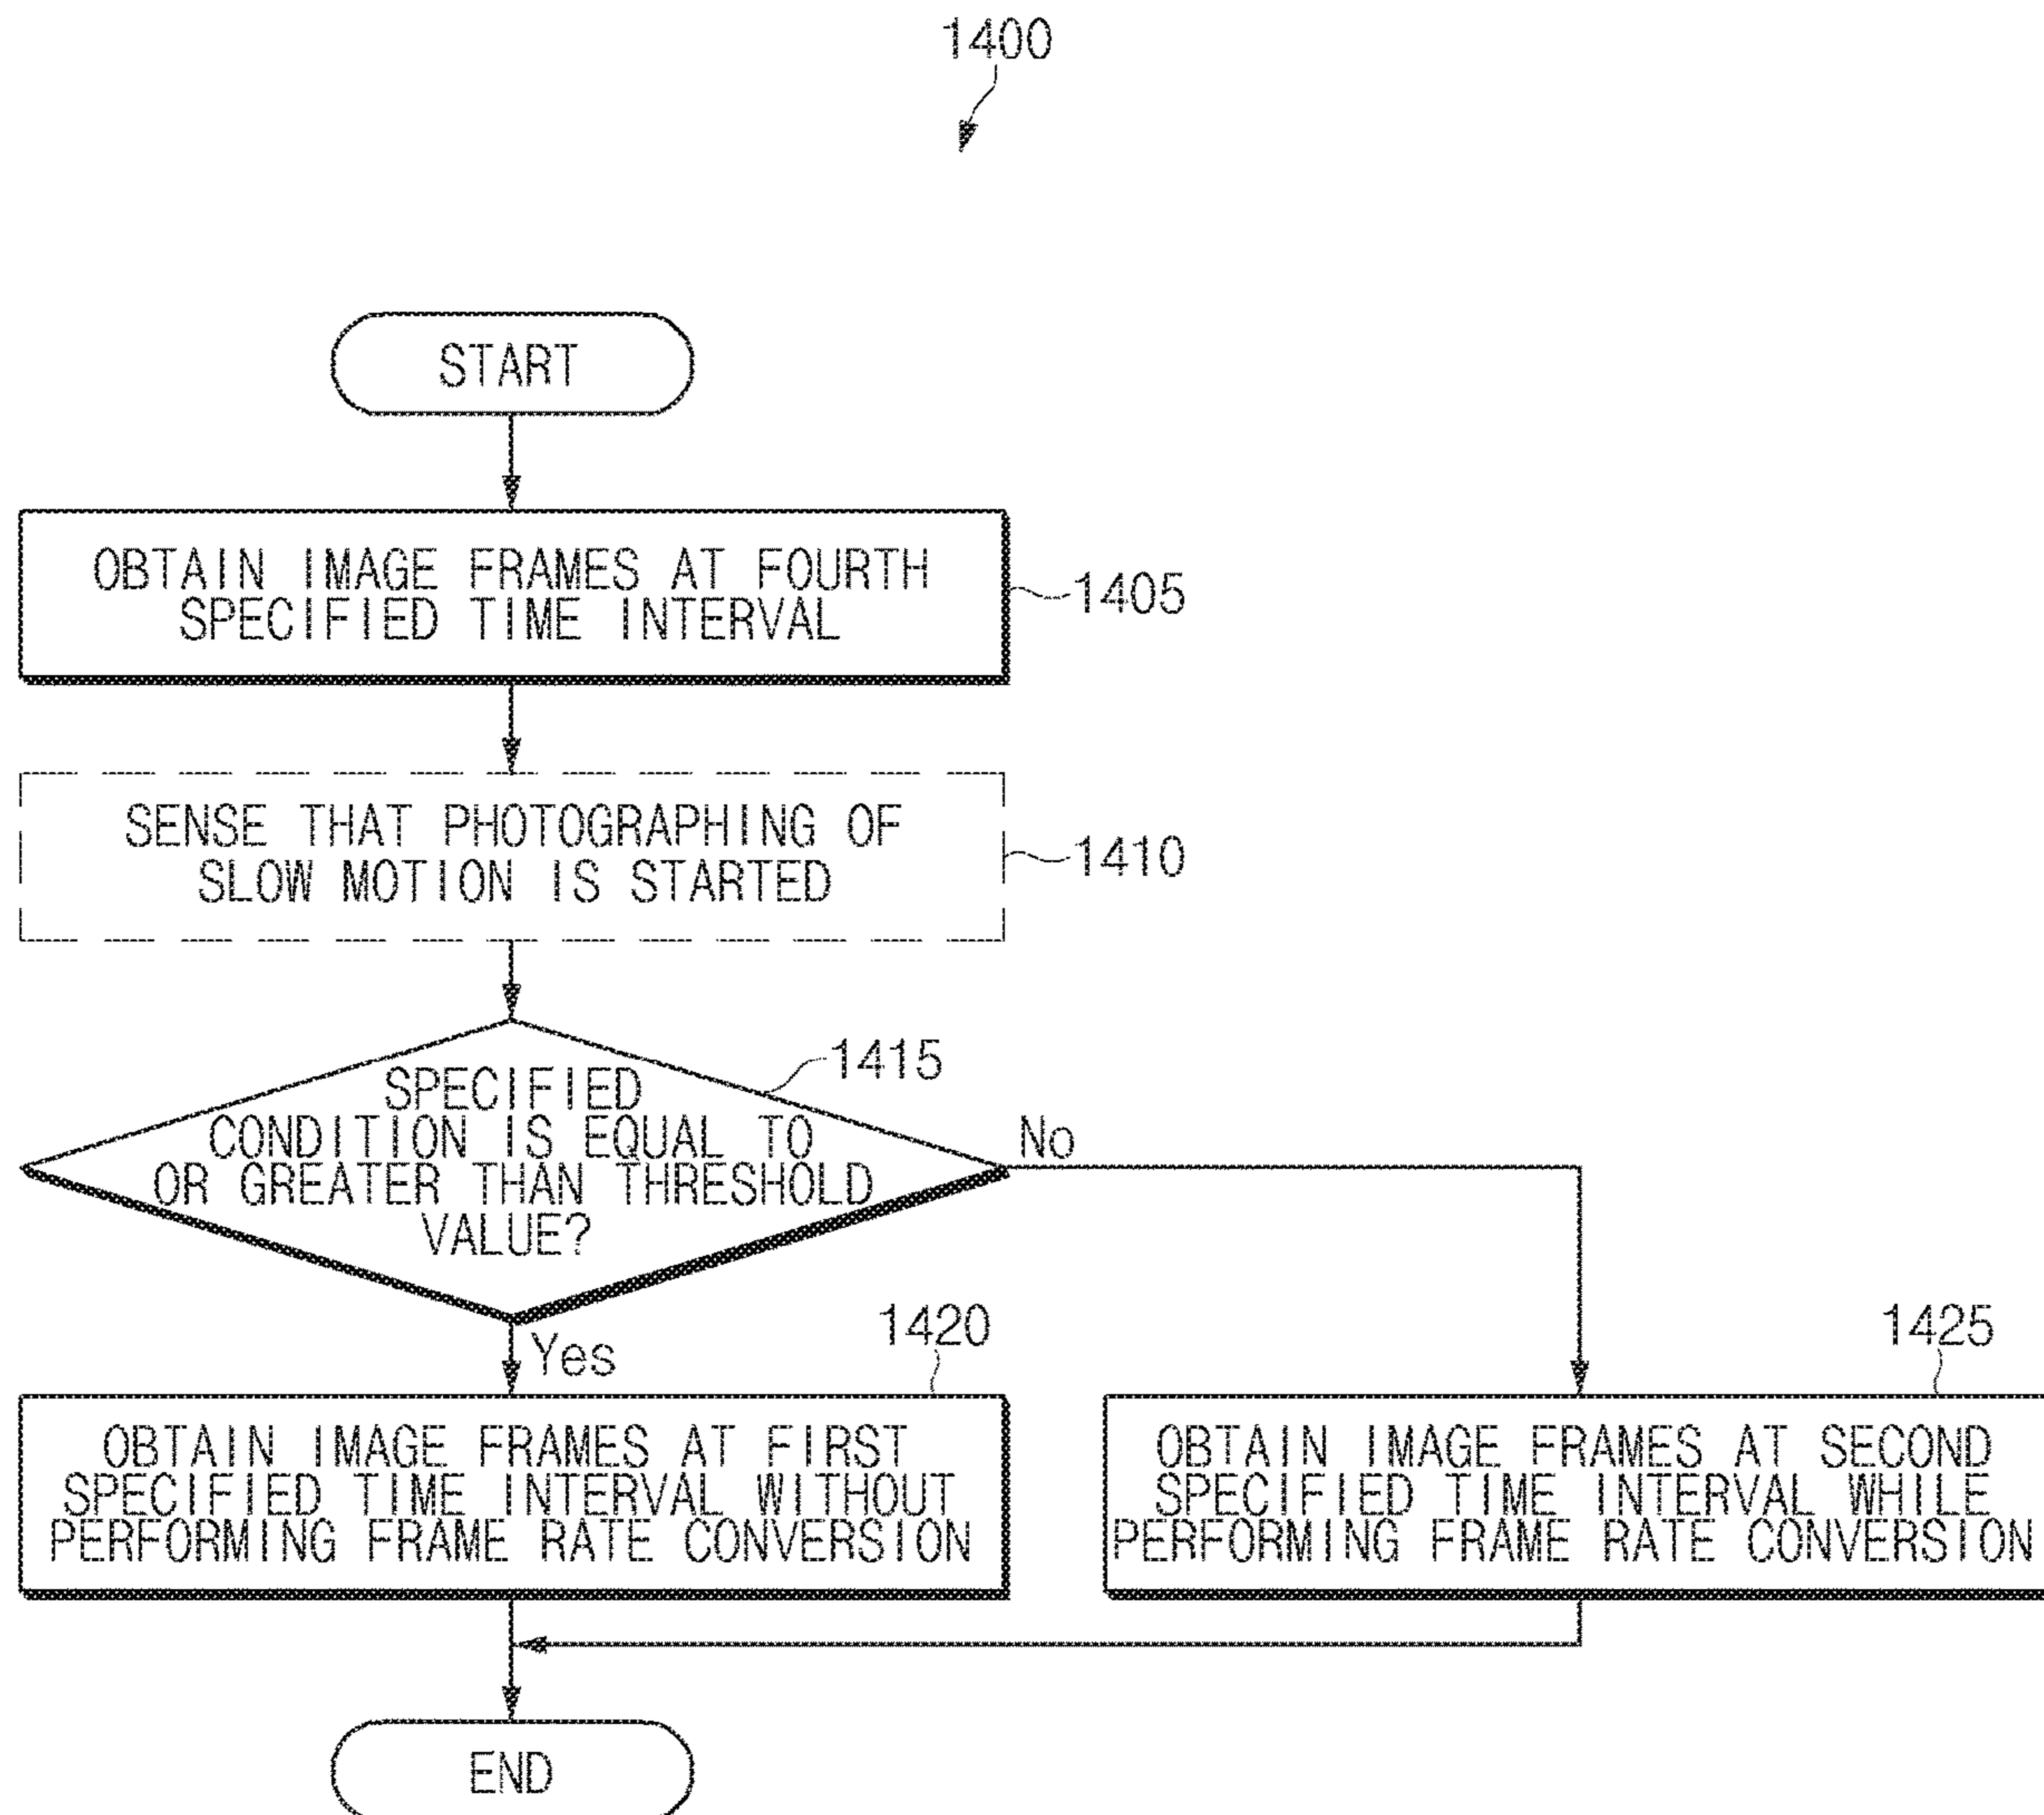 1400
START
OBTAIN IMAGE FRAMES AT FOURTH
SPECIFIED TIME INTERVAL
1405
SENSE THAT PHOTOGRAPHING OF
SLOW MOTION IS STARTED
1410
1415
SPECIFIED
CONDITION IS EQUAL TO
OR GREATER THAN THRESHOLD
VALUE?
No
Yes
1420
OBTAIN IMAGE FRAMES AT FIRST
SPECIFIED TIME INTERVAL WITHOUT
PERFORMING FRAME RATE CONVERSION
1425
OBTAIN IMAGE FRAMES AT SECOND
SPECIFIED TIME INTERVAL WHILE
PERFORMING FRAME RATE CONVERSION
END